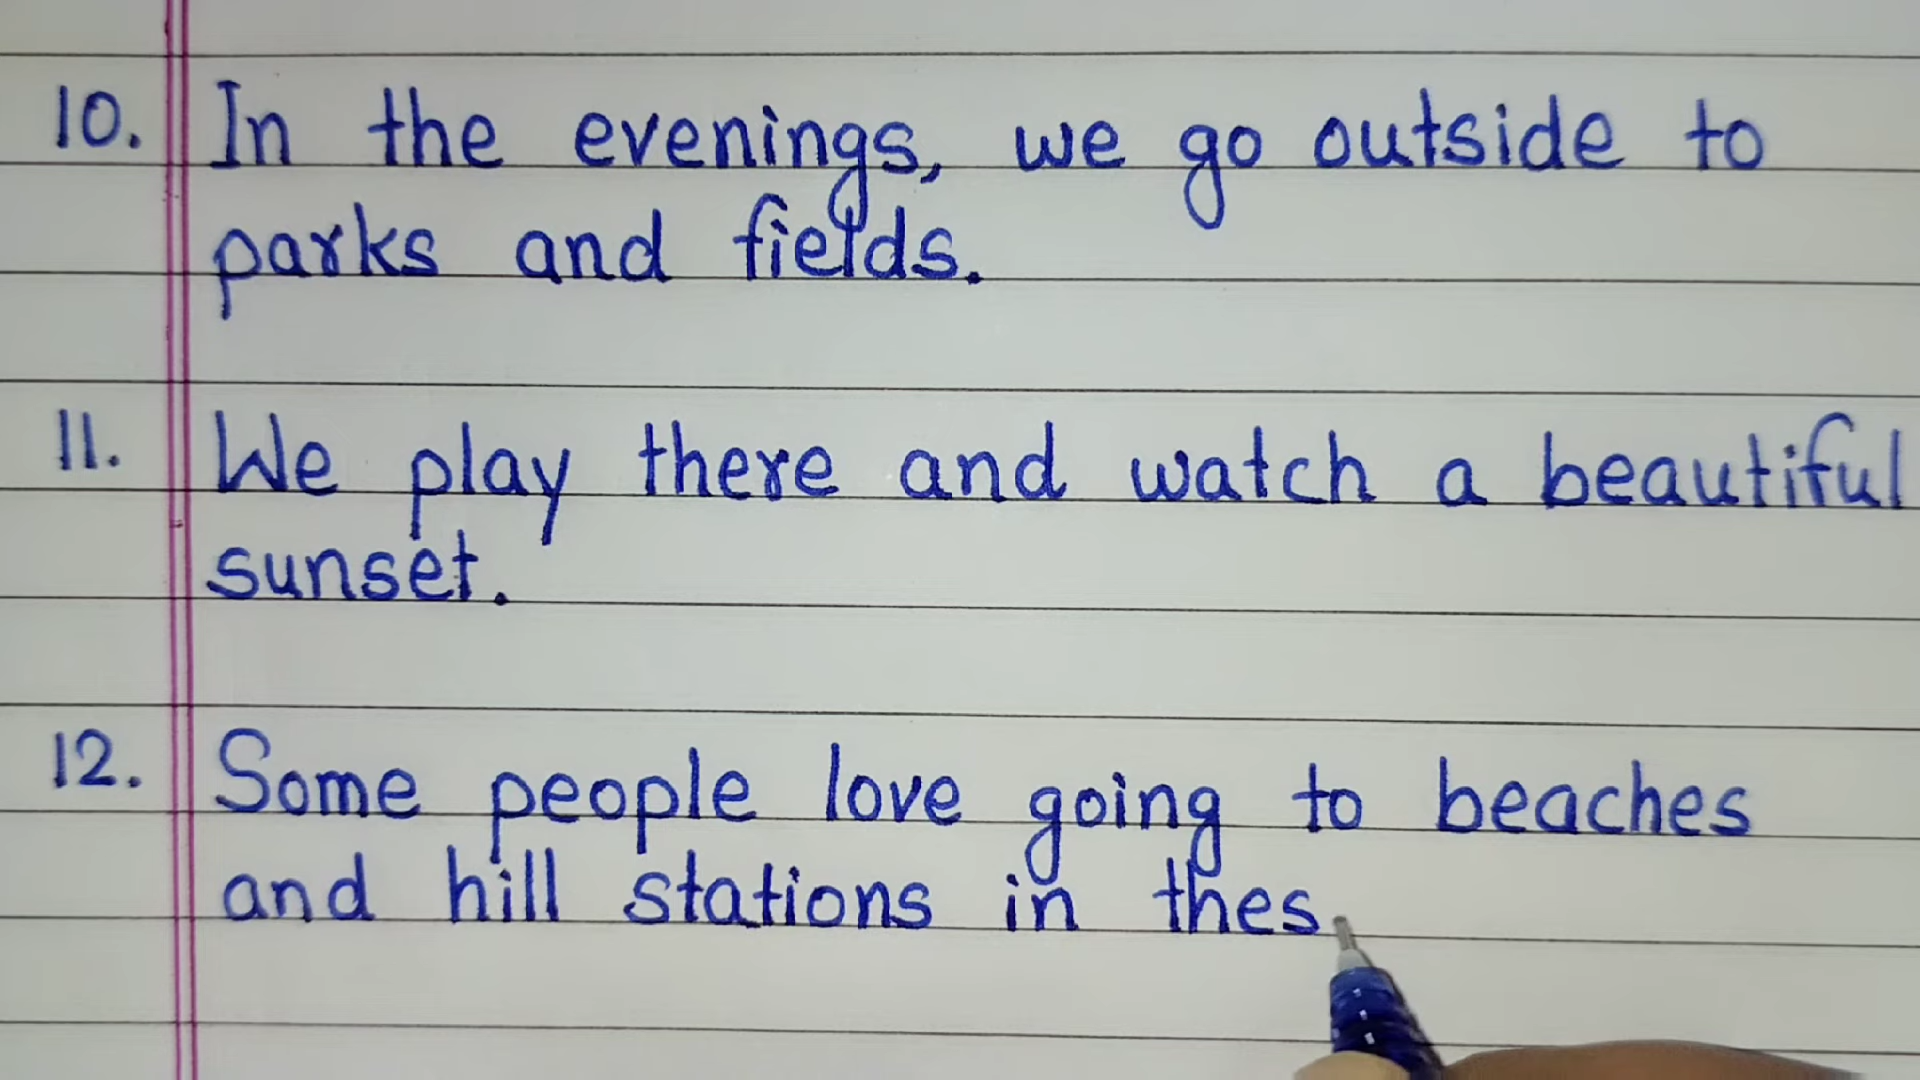 10. In the evenings, we go outside to
parks and fields.
11. We play there and watch a beautiful
sunset.
12. Some people love going to beaches
and hill stations in thes